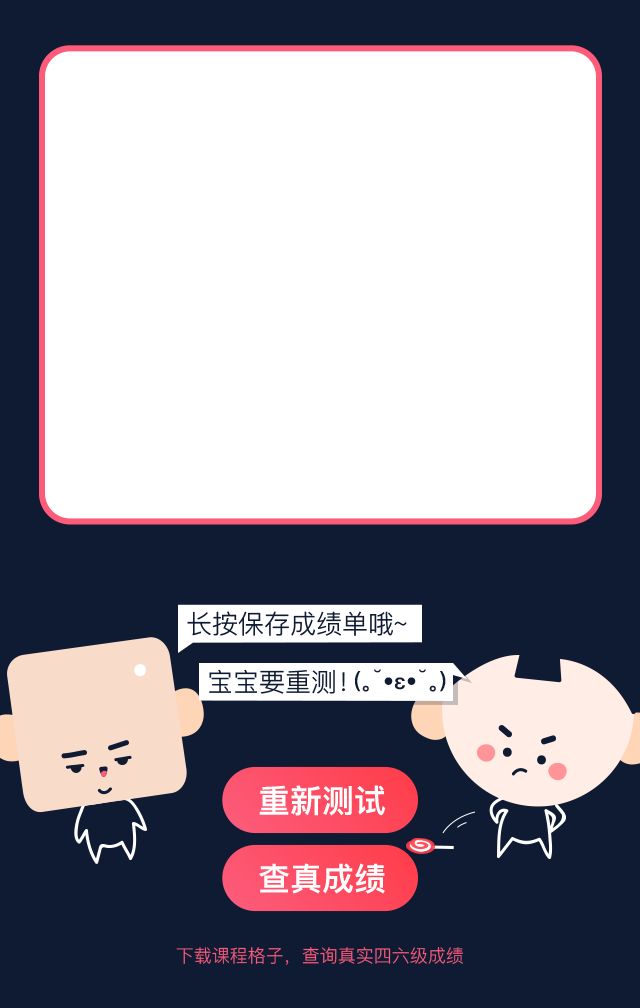 长按保存成绩单哦~
宝宝要重测!(｡˘•ε•˘｡)
重新测试
查真成绩
下载课程格子，查询真实四六级成绩